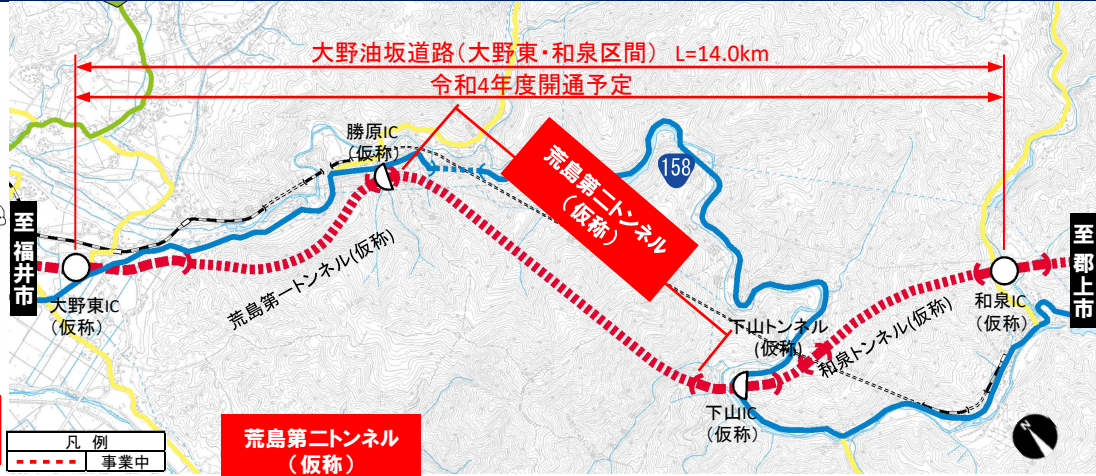 大野油坂道路(大野東・和泉区間) L=14.0km
令和4年度開通予定
勝原IC
(仮称)
158
荒島第二トンネル
(仮称)
至福井市
至郡上市
大野東IC
(仮称)
荒島第一トンネル(仮称)
下山トンネル
(仮称)
和泉トンネル(仮称)
和泉IC
(仮称)
下山IC
(仮称)
荒島第二トンネル
(仮称)
凡 例
事業中
N